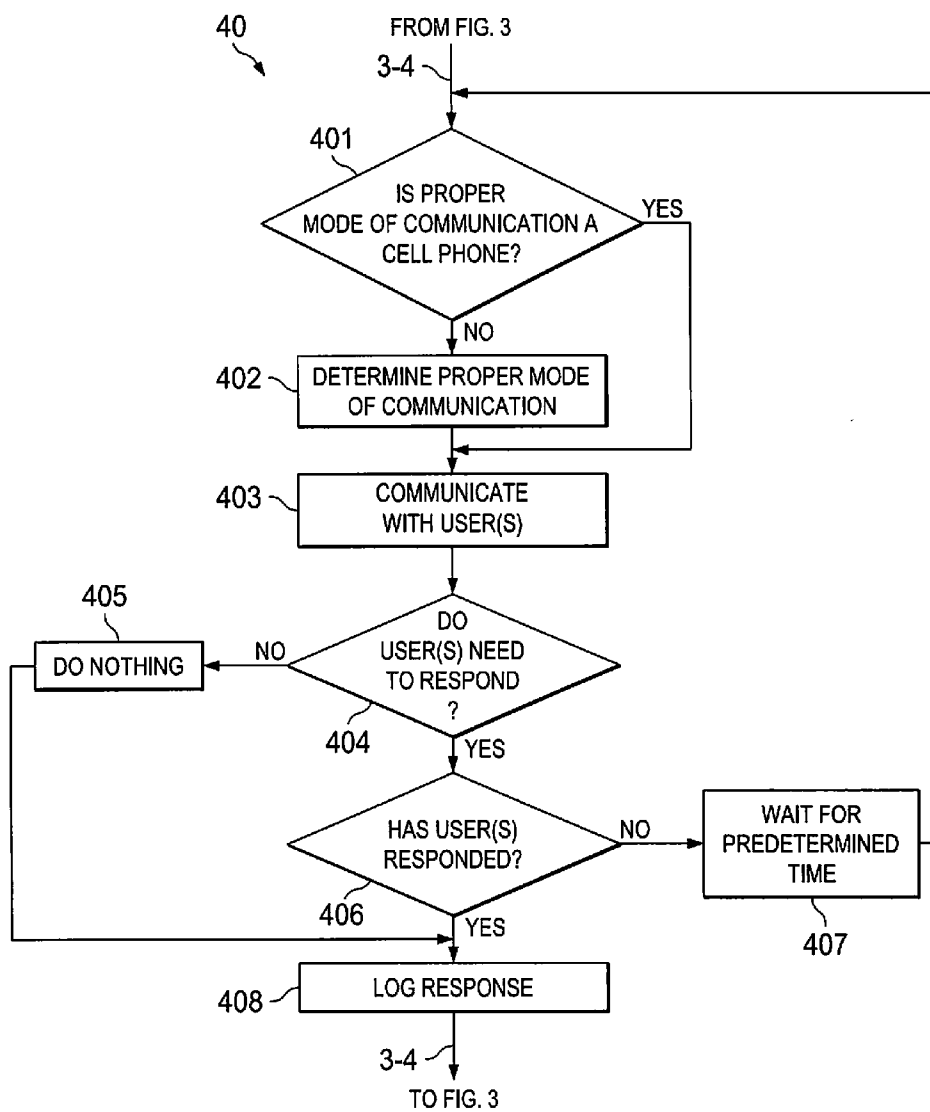 40
FROM FIG. 3
3-4
401
IS PROPER
MODE OF COMMUNICATION A
CELL PHONE?
YES
NO
402
DETERMINE PROPER MODE
OF COMMUNICATION
403
COMMUNICATE
WITH USER(S)
405
DO NOTHING
NO
DO
USER(S) NEED
TO RESPOND
?
404
YES
HAS USER(S)
RESPONDED?
NO
WAIT FOR
PREDETERMINED
TIME
406
YES
407
408
LOG RESPONSE
3-4
TO FIG. 3